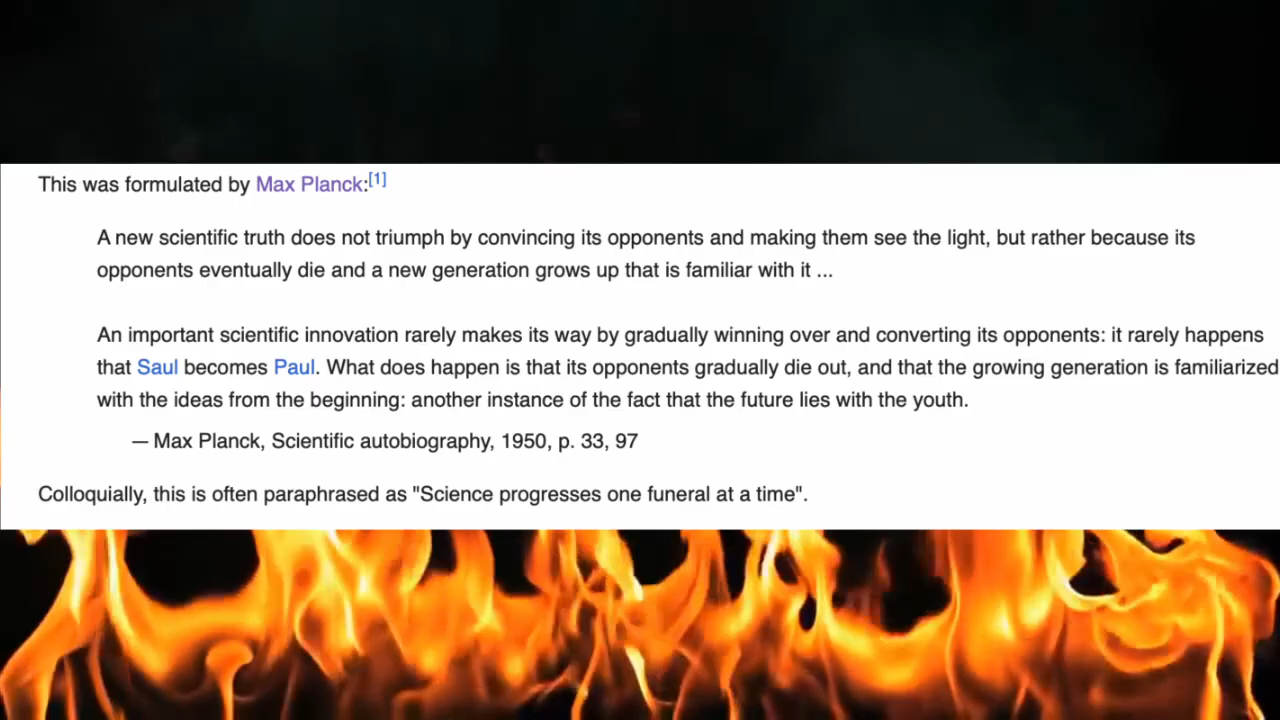 This was formulated by Max Planck:[1]
A new scientific truth does not triumph by convincing its opponents and making them see the light, but rather because its
opponents eventually die and a new generation grows up that is familiar with it ...
An important scientific innovation rarely makes its way by gradually winning over and converting its opponents: it rarely happens
that Saul becomes Paul. What does happen is that its opponents gradually die out, and that the growing generation is familiarized
with the ideas from the beginning: another instance of the fact that the future lies with the youth.
— Max Planck, Scientific autobiography, 1950, p. 33, 97
Colloquially, this is often paraphrased as "Science progresses one funeral at a time".